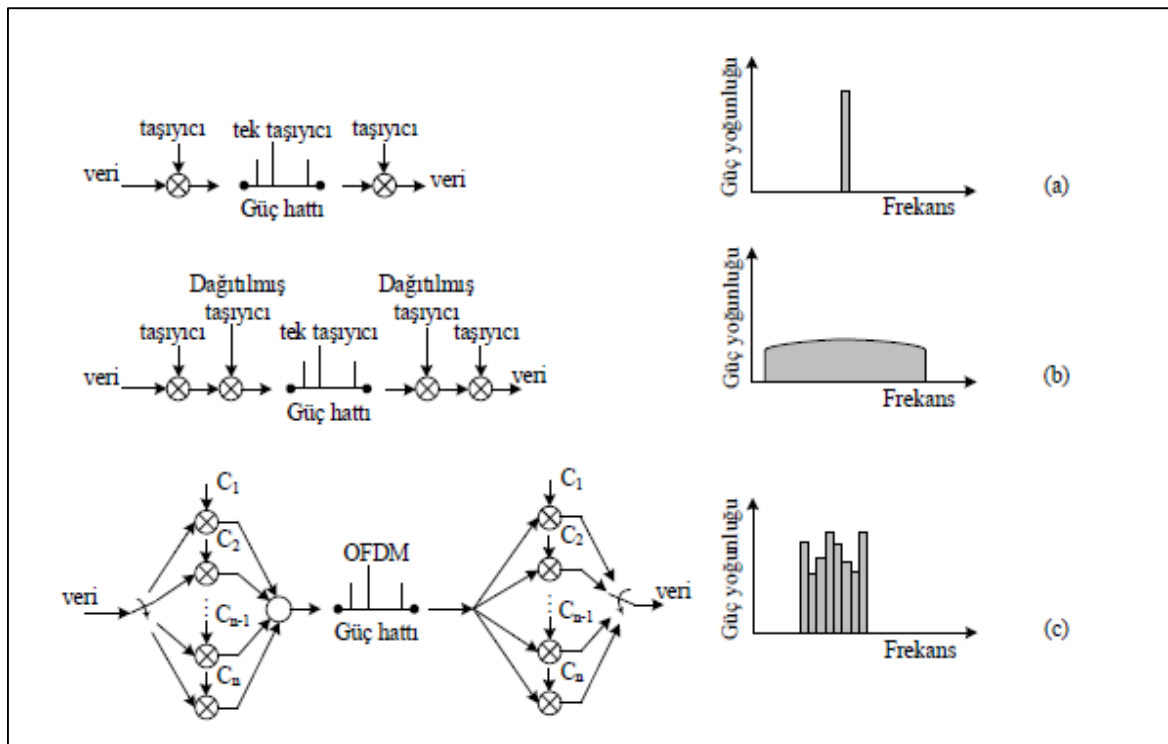 taşıyıcı
tek taşıyıcı
taşıyıcı
veri
veri
Güç hattı
Güç yoğunluğu
Frekans
(a)
Dağıtılmış
taşıyıcı
Dağıtılmış
taşıyıcı
taşıyıcı
tek taşıyıcı
taşıyıcı
veri
veri
Güç hattı
Güç yoğunluğu
Frekans
(b)
C1
C2
Cn-1
Cn
veri
OFDM
Güç hattı
C1
C2
Cn-1
Cn
veri
Güç yoğunluğu
Frekans
(c)